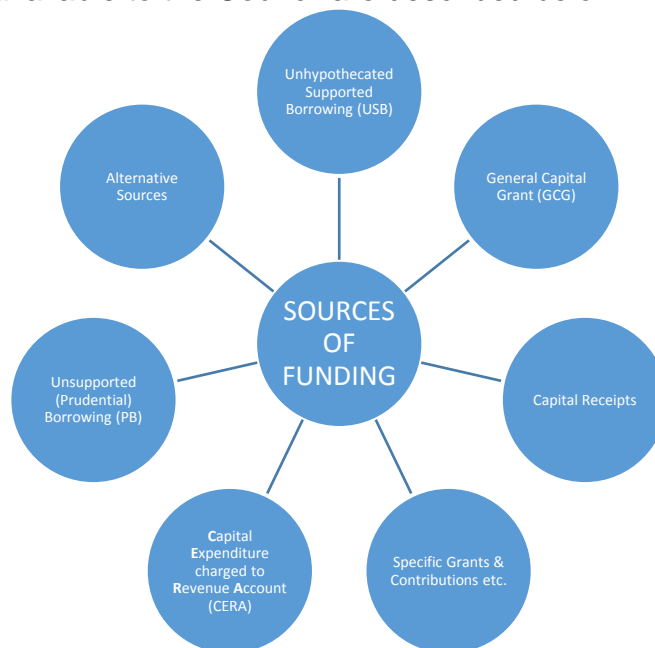 Unhypothecated
Supported
Borrowing (USB)
General Capital
Grant (GCG)
Capital Receipts
Specific Grants &
Contributions etc.
Capital
Expenditure
charged to
Revenue Account
(CERA)
Unsupported
(Prudential)
Borrowing (PB)
Alternative
Sources
SOURCES
OF
FUNDING